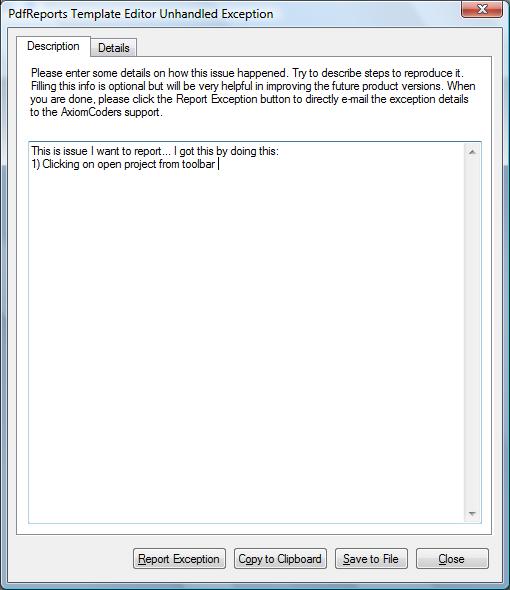 PdfReports Template Editor Unhandled Exception
Description
Details
Please enter some details on how this issue happened. Try to describe steps to reproduce it.
Filling this info is optional but will be very helpful in improving the future product versions. When
you are done, please click the Report Exception button to directly e-mail the exception details
to the AxiomCoders support.
This is issue I want to report... I got this by doing this:
1) Clicking on open project from toolbar
Report Exception
Copy to Clipboard
Save to File
Close